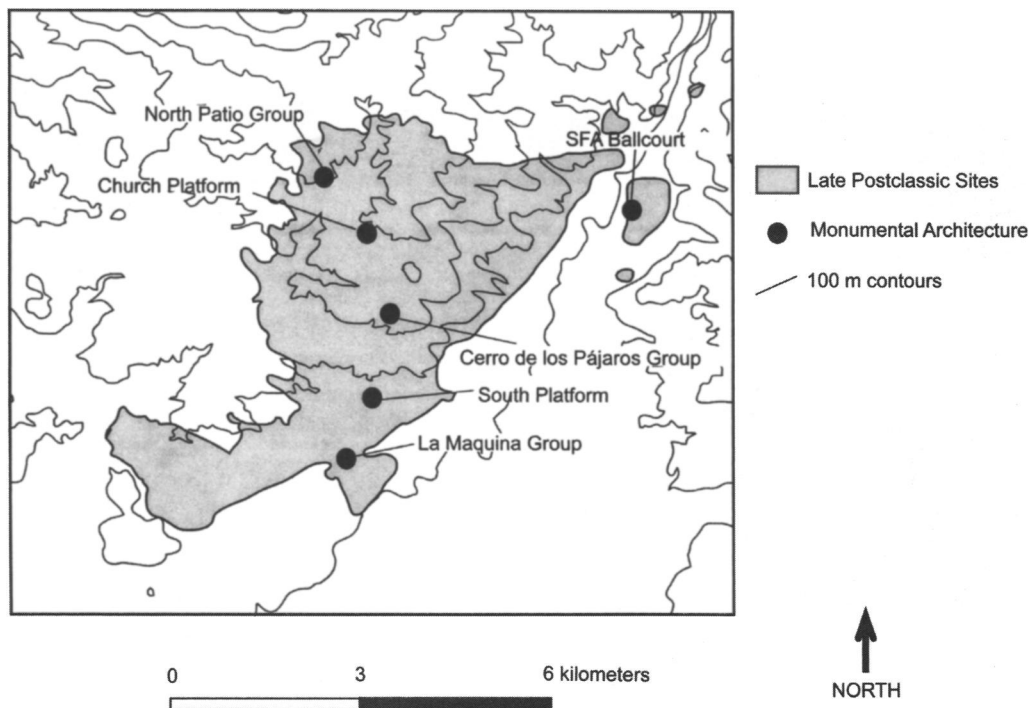 North Patio Group
SFA Ballcourt
Church Platform
Late Postclassic Sites
Monumental Architecture
100 m contours
Cerro de los Pájaros Group
South Platform
La Maquina Group
0 3 6 kilometers
NORTH